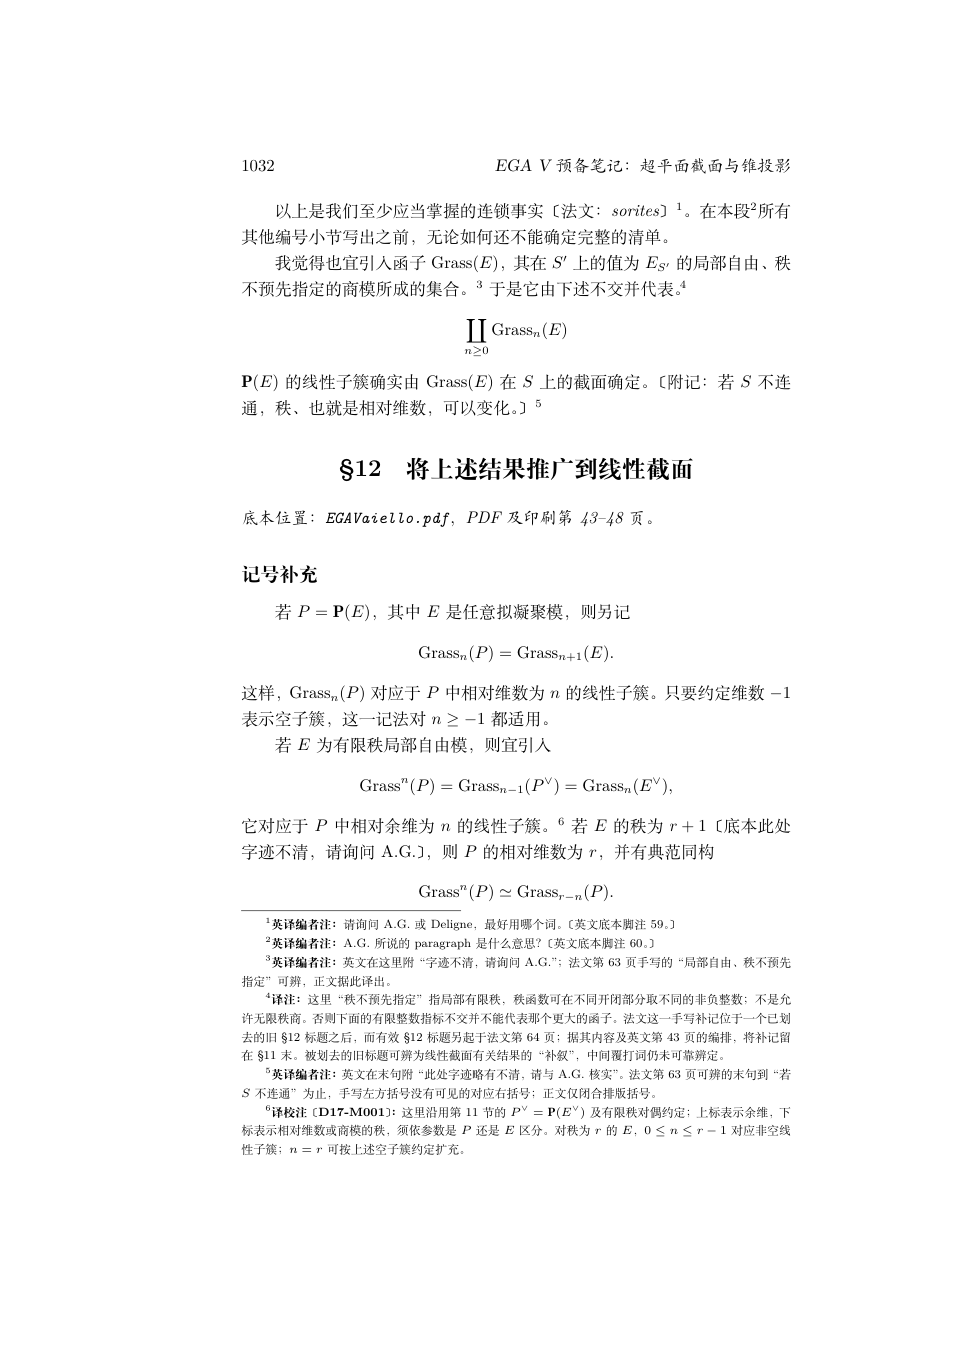 1032 EGA V 预备笔记：超平面截面与锥投影
以上是我们至少应当掌握的连锁事实〔法文：sorites〕¹。在本段²所有
其他编号小节写出之前，无论如何还不能确定完整的清单。
我觉得也宜引入函子 Grass(E)，其在 S′ 上的值为 E_{S′} 的局部自由、秩
不预先指定的商模所成的集合。³ 于是它由下述不交并代表。⁴
∐_{n≥0} Grass_n(E)
P(E) 的线性子簇确实由 Grass(E) 在 S 上的截面确定。〔附记：若 S 不连
通，秩、也就是相对维数，可以变化。〕⁵
§12 将上述结果推广到线性截面
底本位置：EGAVaiello.pdf，PDF 及印刷第 43–48 页。
记号补充
若 P = P(E)，其中 E 是任意拟凝聚模，则另记
Grass_n(P) = Grass_{n+1}(E).
这样，Grass_n(P) 对应于 P 中相对维数为 n 的线性子簇。只要约定维数 −1
表示空子簇，这一记法对 n ≥ −1 都适用。
若 E 为有限秩局部自由模，则宜引入
Grass^n(P) = Grass_{n−1}(P^∨) = Grass_n(E^∨),
它对应于 P 中相对余维为 n 的线性子簇。⁶ 若 E 的秩为 r + 1〔底本此处
字迹不清，请询问 A.G.〕，则 P 的相对维数为 r，并有典范同构
Grass^n(P) ≃ Grass_{r−n}(P).
¹英译编者注：请询问 A.G. 或 Deligne，最好用哪个词。〔英文底本脚注 59。〕
²英译编者注：A.G. 所说的 paragraph 是什么意思？〔英文底本脚注 60。〕
³英译编者注：英文在这里附“字迹不清，请询问 A.G.”；法文第 63 页手写的“局部自由、秩不预先
指定”可辨，正文据此译出。
⁴译注：这里“秩不预先指定”指局部有限秩，秩函数可在不同开闭部分取不同的非负整数；不是允
许无限秩商。否则下面的有限整数指标不交并不能代表那个更大的函子。法文这一手写补记位于一个已划
去的旧 §12 标题之后，而有效 §12 标题另起于法文第 64 页；据其内容及英文第 43 页的编排，将补记留
在 §11 末。被划去的旧标题可辨为线性截面有关结果的“补叙”，中间覆打词仍未可靠辨定。
⁵英译编者注：英文在末句附“此处字迹略有不清，请与 A.G. 核实”。法文第 63 页可辨的末句到“若
S 不连通”为止，手写左方括号没有可见的对应右括号；正文仅闭合排版括号。
⁶译校注〔D17-M001〕：这里沿用第 11 节的 P^∨ = P(E^∨) 及有限秩对偶约定；上标表示余维，下
标表示相对维数或商模的秩，须依参数是 P 还是 E 区分。对秩为 r 的 E，0 ≤ n ≤ r − 1 对应非空线
性子簇；n = r 可按上述空子簇约定扩充。